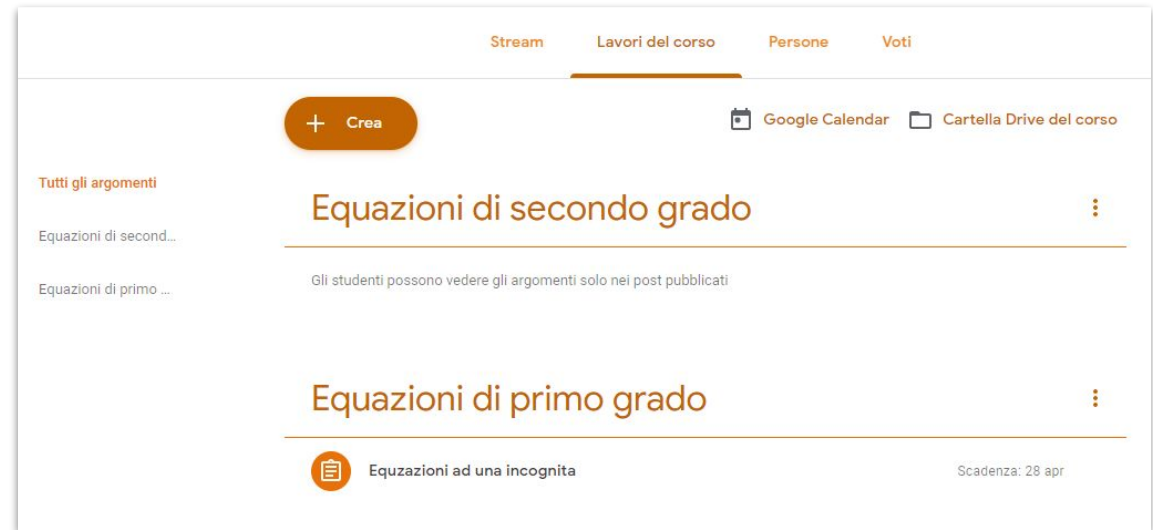 Stream Lavori del corso Persone Voti
+ Crea Google Calendar Cartella Drive del corso
Tutti gli argomenti
Equazioni di second...
Equazioni di primo ...
Equazioni di secondo grado
Gli studenti possono vedere gli argomenti solo nei post pubblicati
Equazioni di primo grado
Equzazioni ad una incognita Scadenza: 28 apr